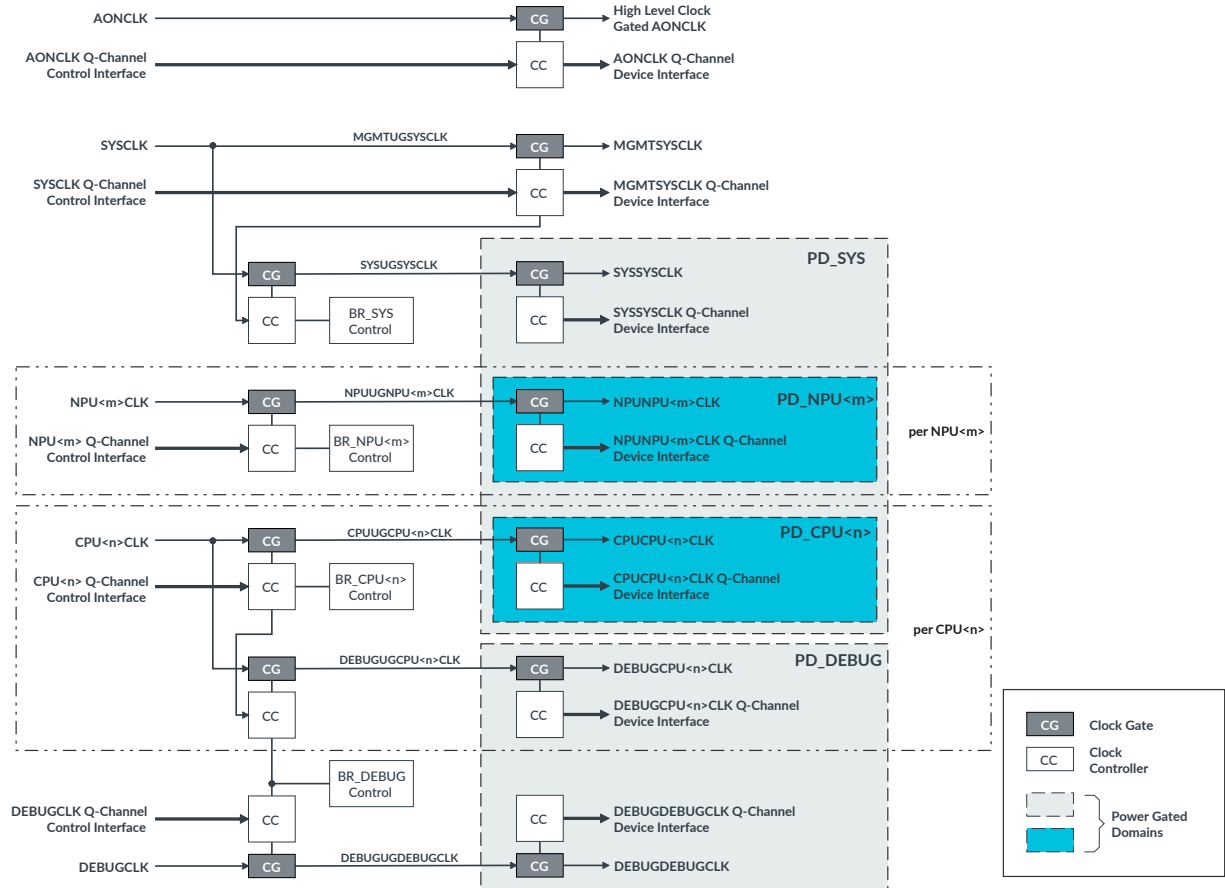 AONCLK
CG
High Level Clock
Gated AONCLK
AONCLK Q-Channel
Control Interface
CC
AONCLK Q-Channel
Device Interface
SYSCLK
MGMTUGSYSCLK
CG
MGMTSYSCLK
SYSCLK Q-Channel
Control Interface
CC
MGMTSYSCLK Q-Channel
Device Interface
PD_SYS
CG
SYSUGSYSCLK
CG
SYSSYSCLK
CC
BR_SYS
Control
CC
SYSSYSCLK Q-Channel
Device Interface
NPU<m>CLK
CG
NPUUGNPU<m>CLK
CG
NPUNPU<m>CLK
PD_NPU<m>
NPU<m> Q-Channel
Control Interface
CC
BR_NPU<m>
Control
CC
NPUNPU<m>CLK Q-Channel
Device Interface
per NPU<m>
CPU<n>CLK
CG
CPUUGCPU<n>CLK
CG
CPUCPU<n>CLK
PD_CPU<n>
CPU<n> Q-Channel
Control Interface
CC
BR_CPU<n>
Control
CC
CPUCPU<n>CLK Q-Channel
Device Interface
per CPU<n>
PD_DEBUG
CG
DEBUGUGCPU<n>CLK
CG
DEBUGCPU<n>CLK
CC
CC
DEBUGCPU<n>CLK Q-Channel
Device Interface
BR_DEBUG
Control
DEBUGCLK Q-Channel
Control Interface
CC
CC
DEBUGDEBUGCLK Q-Channel
Device Interface
DEBUGCLK
CG
DEBUGUGDEBUGCLK
CG
DEBUGDEBUGCLK
CG
Clock Gate
CC
Clock
Controller
Power Gated
Domains